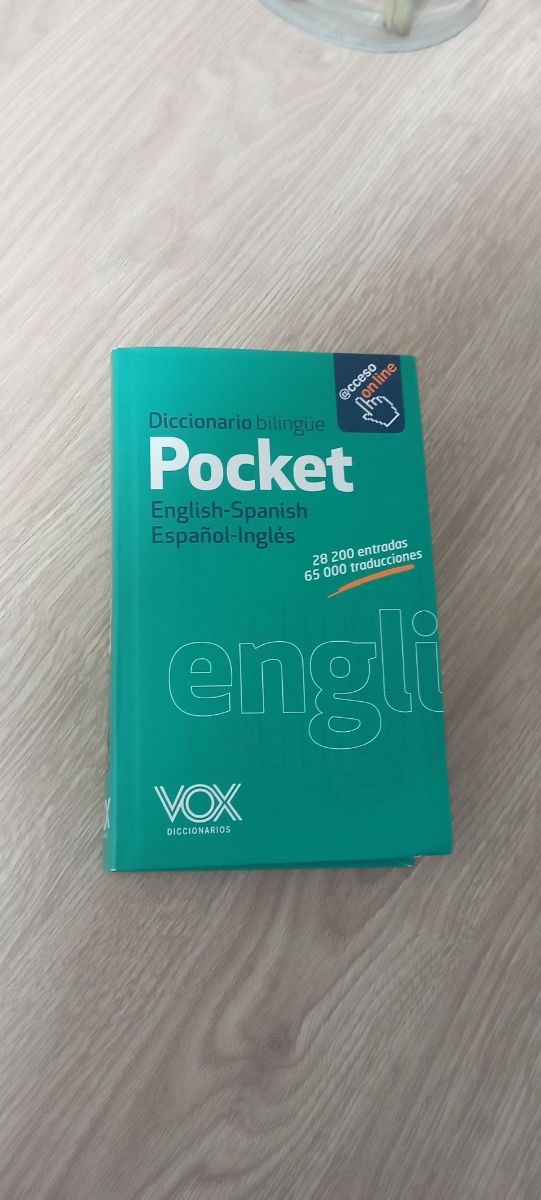 @cceso
online
Diccionario bilingüe
Pocket
English-Spanish
Español-Inglés
28 200 entradas
65 000 traducciones
engli
VOX
DICCIONARIOS